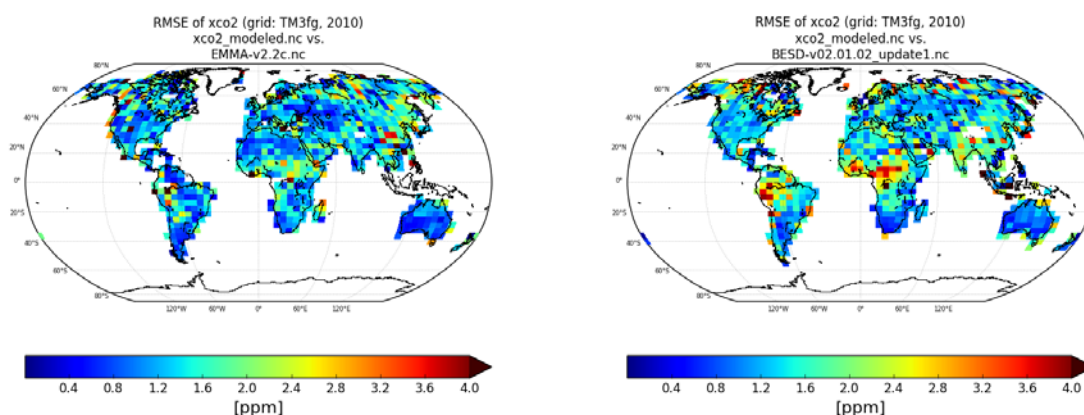 RMSE of xco2 (grid: TM3fg, 2010)
xco2_modeled.nc vs.
EMMA-v2.2c.nc
80°N
60°N
40°N
20°N
0°
20°S
40°S
60°S
80°S
120°W 60°W 0° 60°E 120°E
0.4 0.8 1.2 1.6 2.0 2.4 2.8 3.2 3.6 4.0
[ppm]
RMSE of xco2 (grid: TM3fg, 2010)
xco2_modeled.nc vs.
BESD-v02.01.02_update1.nc
80°N
60°N
40°N
20°N
0°
20°S
40°S
60°S
80°S
120°W 60°W 0° 60°E 120°E
0.4 0.8 1.2 1.6 2.0 2.4 2.8 3.2 3.6 4.0
[ppm]